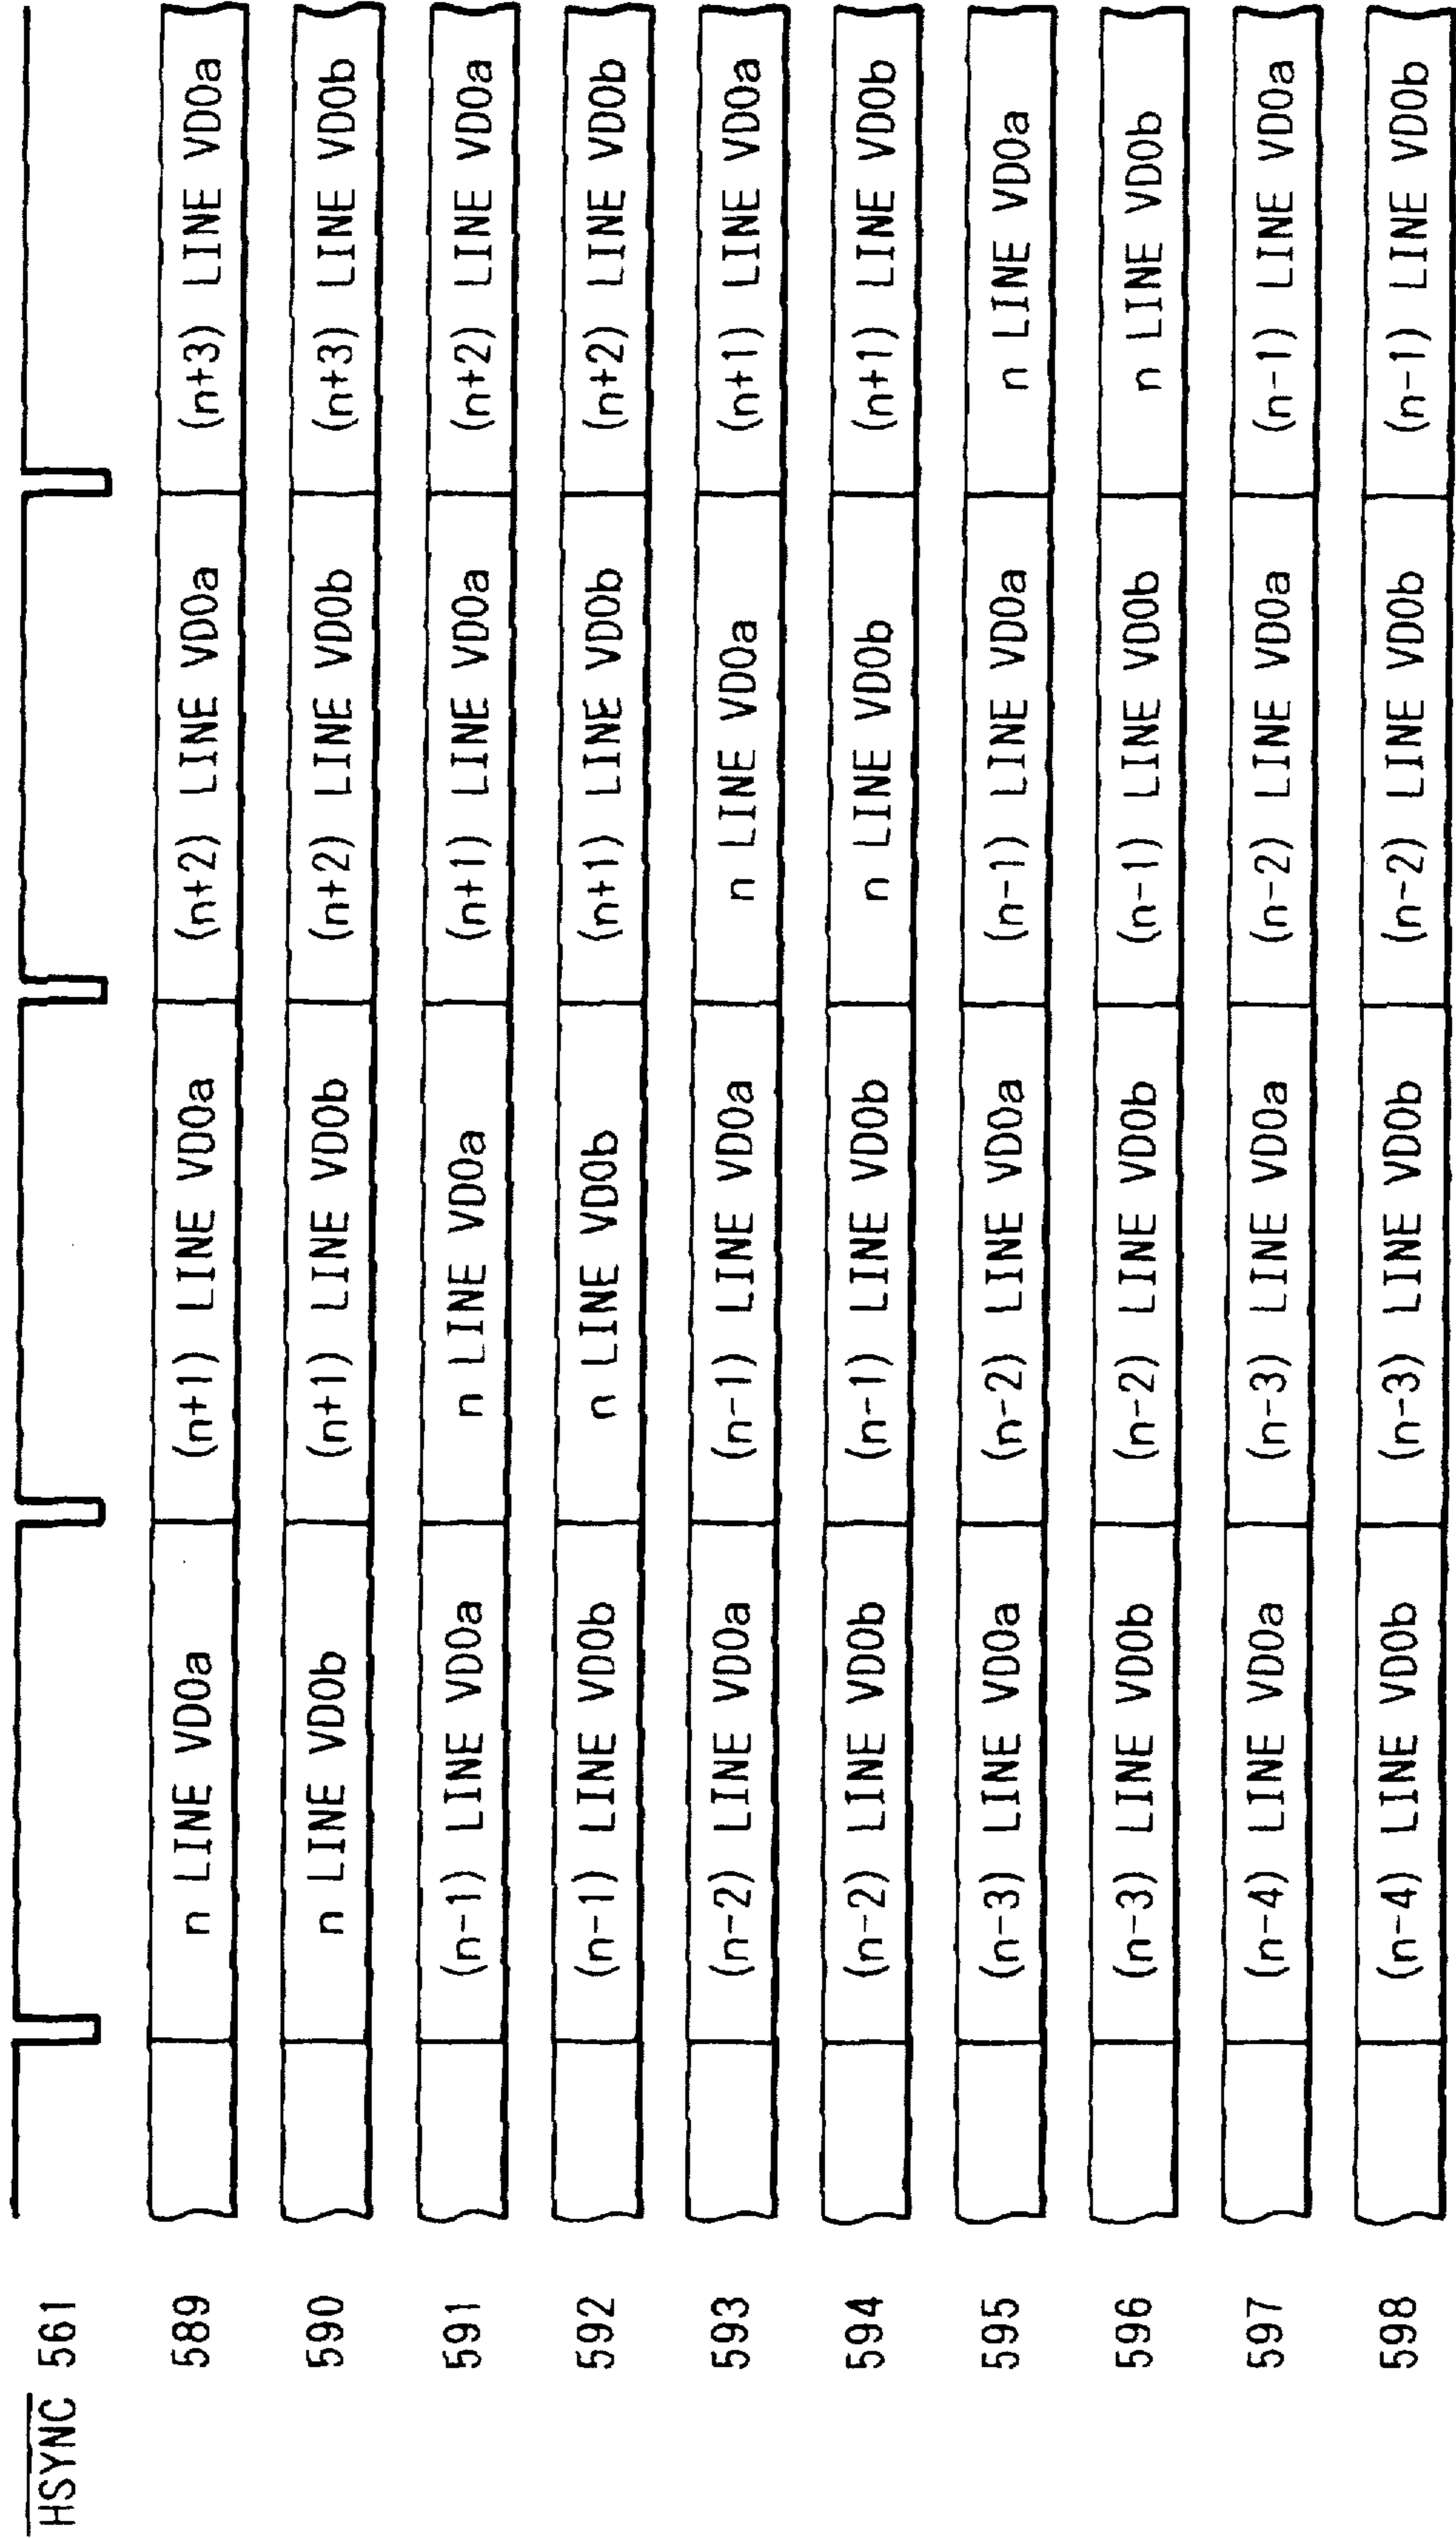 HSYNC 561
589 n LINE VD0a (n+1) LINE VD0a (n+2) LINE VD0a (n+3) LINE VD0a
590 n LINE VD0b (n+1) LINE VD0b (n+2) LINE VD0b (n+3) LINE VD0b
591 (n-1) LINE VD0a n LINE VD0a (n+1) LINE VD0a (n+2) LINE VD0a
592 (n-1) LINE VD0b n LINE VD0b (n+1) LINE VD0b (n+2) LINE VD0b
593 (n-2) LINE VD0a (n-1) LINE VD0a n LINE VD0a (n+1) LINE VD0a
594 (n-2) LINE VD0b (n-1) LINE VD0b n LINE VD0b (n+1) LINE VD0b
595 (n-3) LINE VD0a (n-2) LINE VD0a (n-1) LINE VD0a n LINE VD0a
596 (n-3) LINE VD0b (n-2) LINE VD0b (n-1) LINE VD0b n LINE VD0b
597 (n-4) LINE VD0a (n-3) LINE VD0a (n-2) LINE VD0a (n-1) LINE VD0a
598 (n-4) LINE VD0b (n-3) LINE VD0b (n-2) LINE VD0b (n-1) LINE VD0b